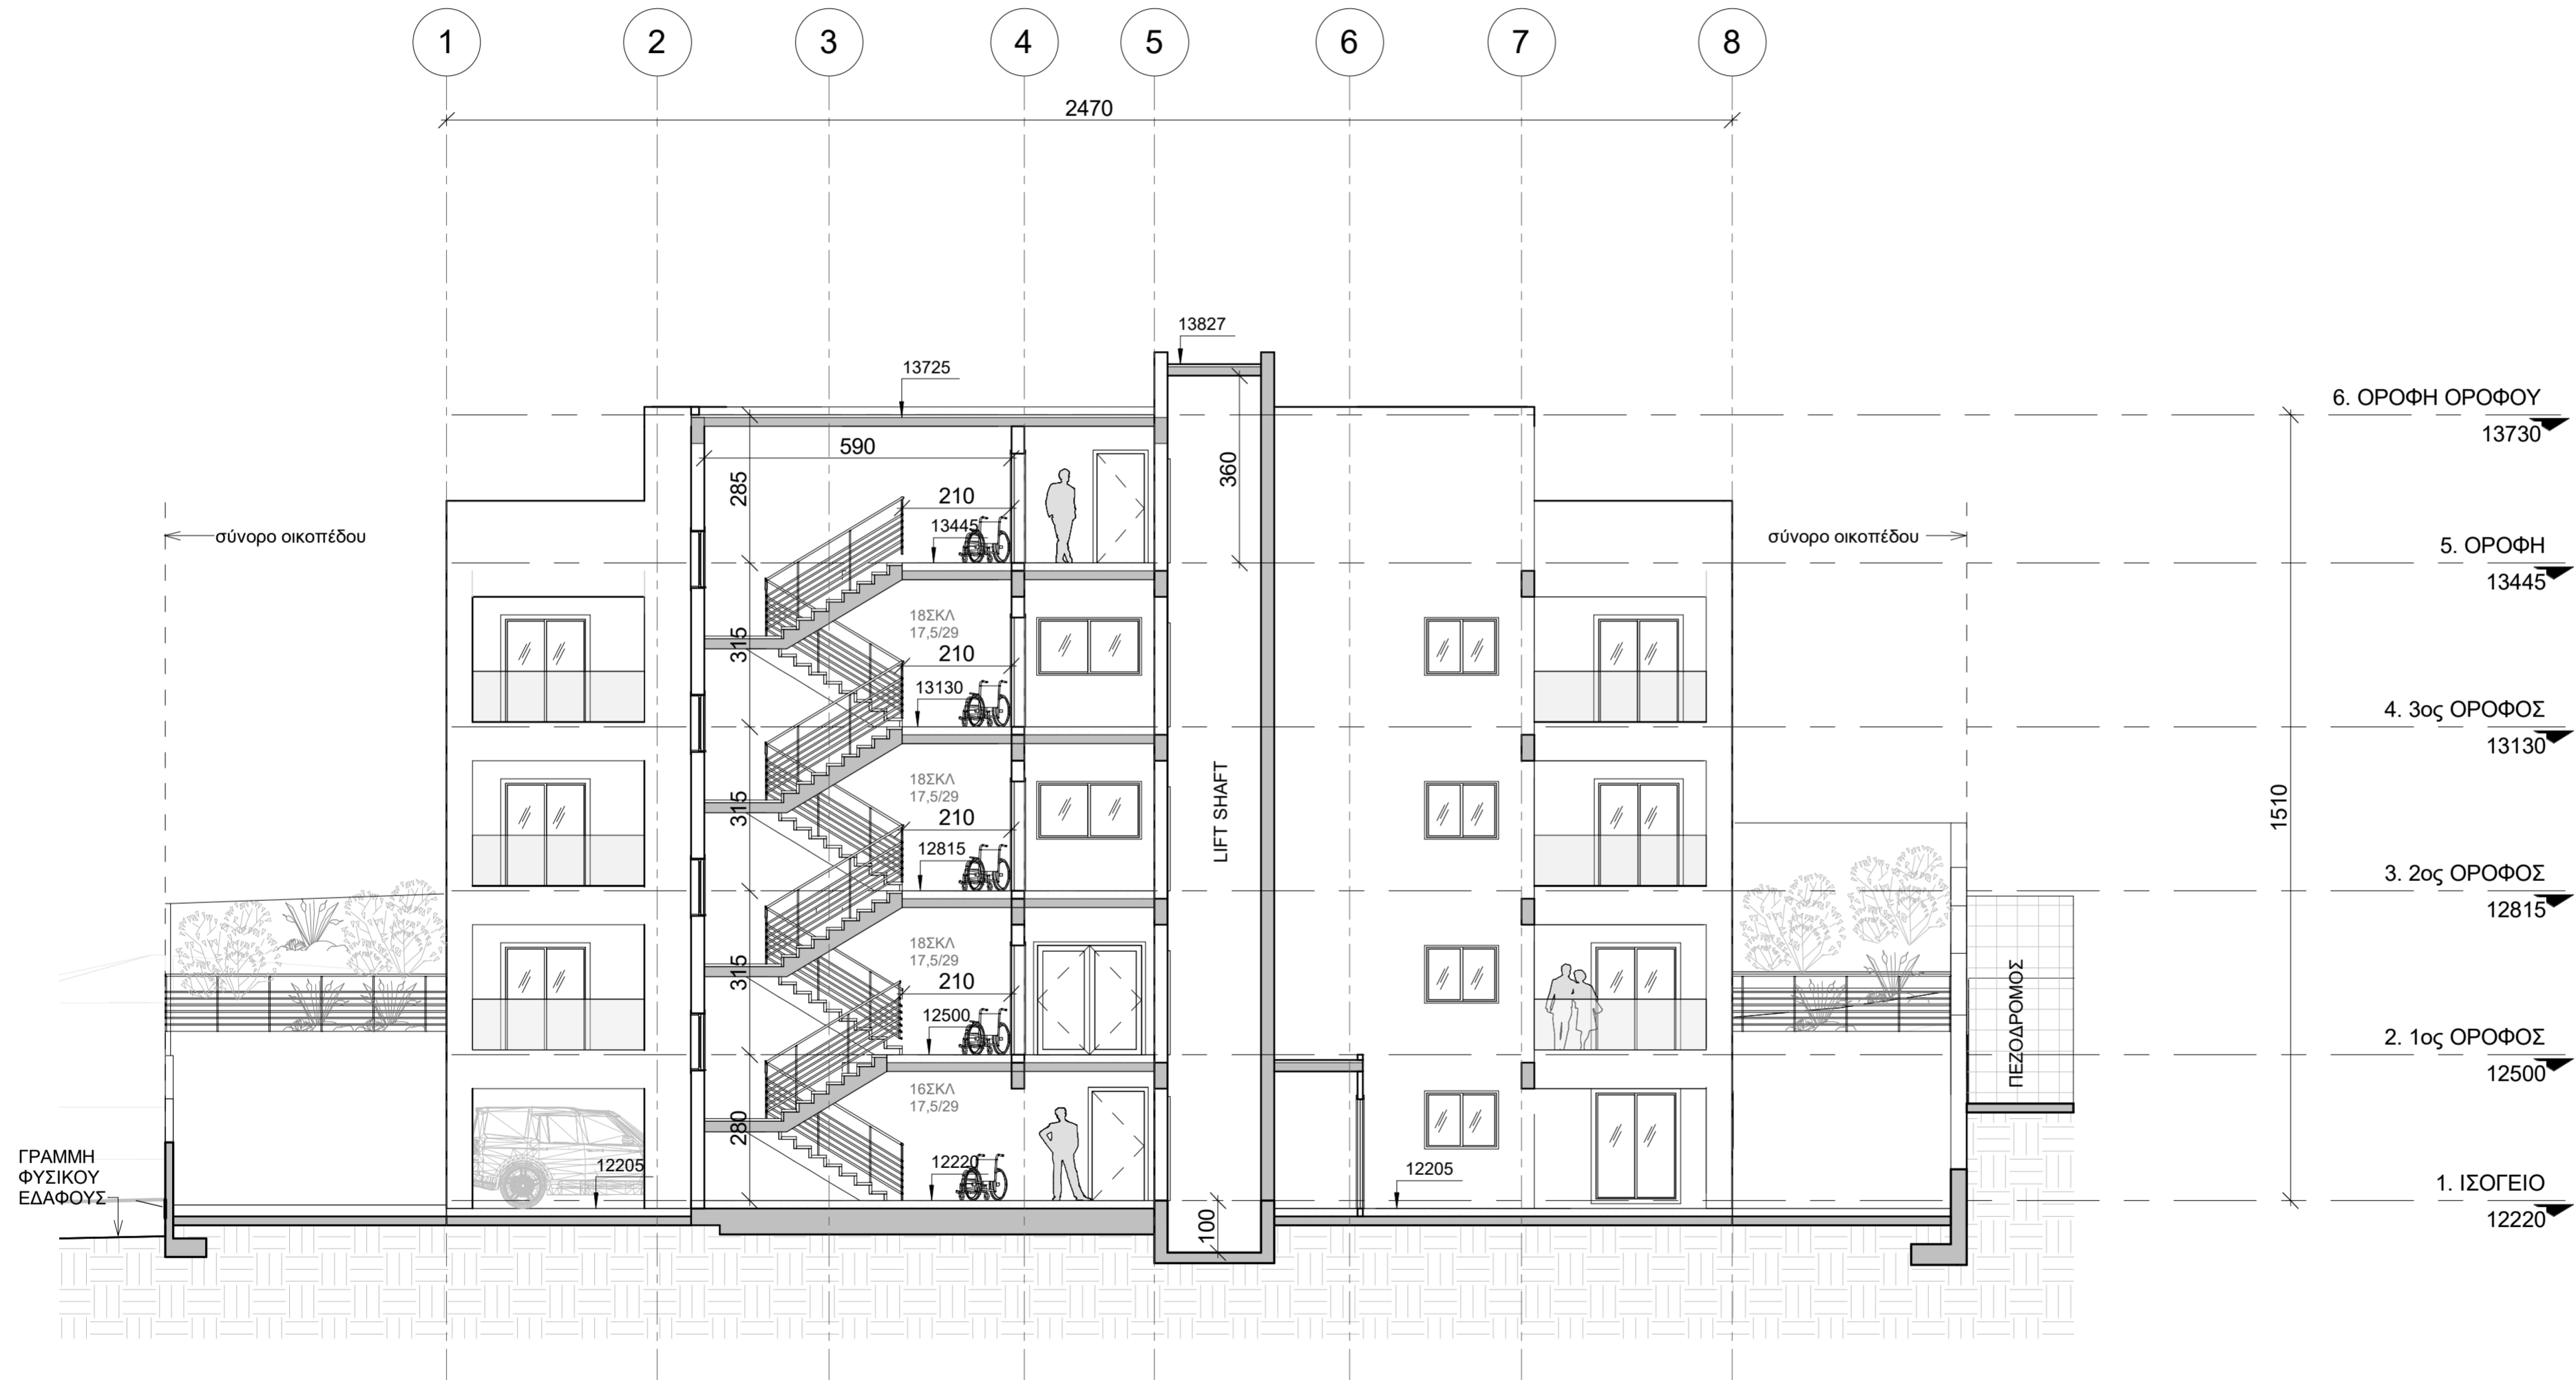 1
2
3
4
5
6
7
8
2470
13827
13725
6. ΟΡΟΦΗ ΟΡΟΦΟΥ
13730
590
285
360
210
13445
σύνορο οικοπέδου
σύνορο οικοπέδου
5. ΟΡΟΦΗ
13445
18ΣΚΛ
17,5/29
315
210
13130
4. 3ος ΟΡΟΦΟΣ
13130
18ΣΚΛ
17,5/29
315
210
LIFT SHAFT
1510
12815
3. 2ος ΟΡΟΦΟΣ
12815
18ΣΚΛ
17,5/29
315
210
12500
ΠΕΖΟΔΡΟΜΟΣ
2. 1ος ΟΡΟΦΟΣ
12500
16ΣΚΛ
17,5/29
280
ΓΡΑΜΜΗ
ΦΥΣΙΚΟΥ
ΕΔΑΦΟΥΣ
12205
12220
12205
1. ΙΣΟΓΕΙΟ
12220
100